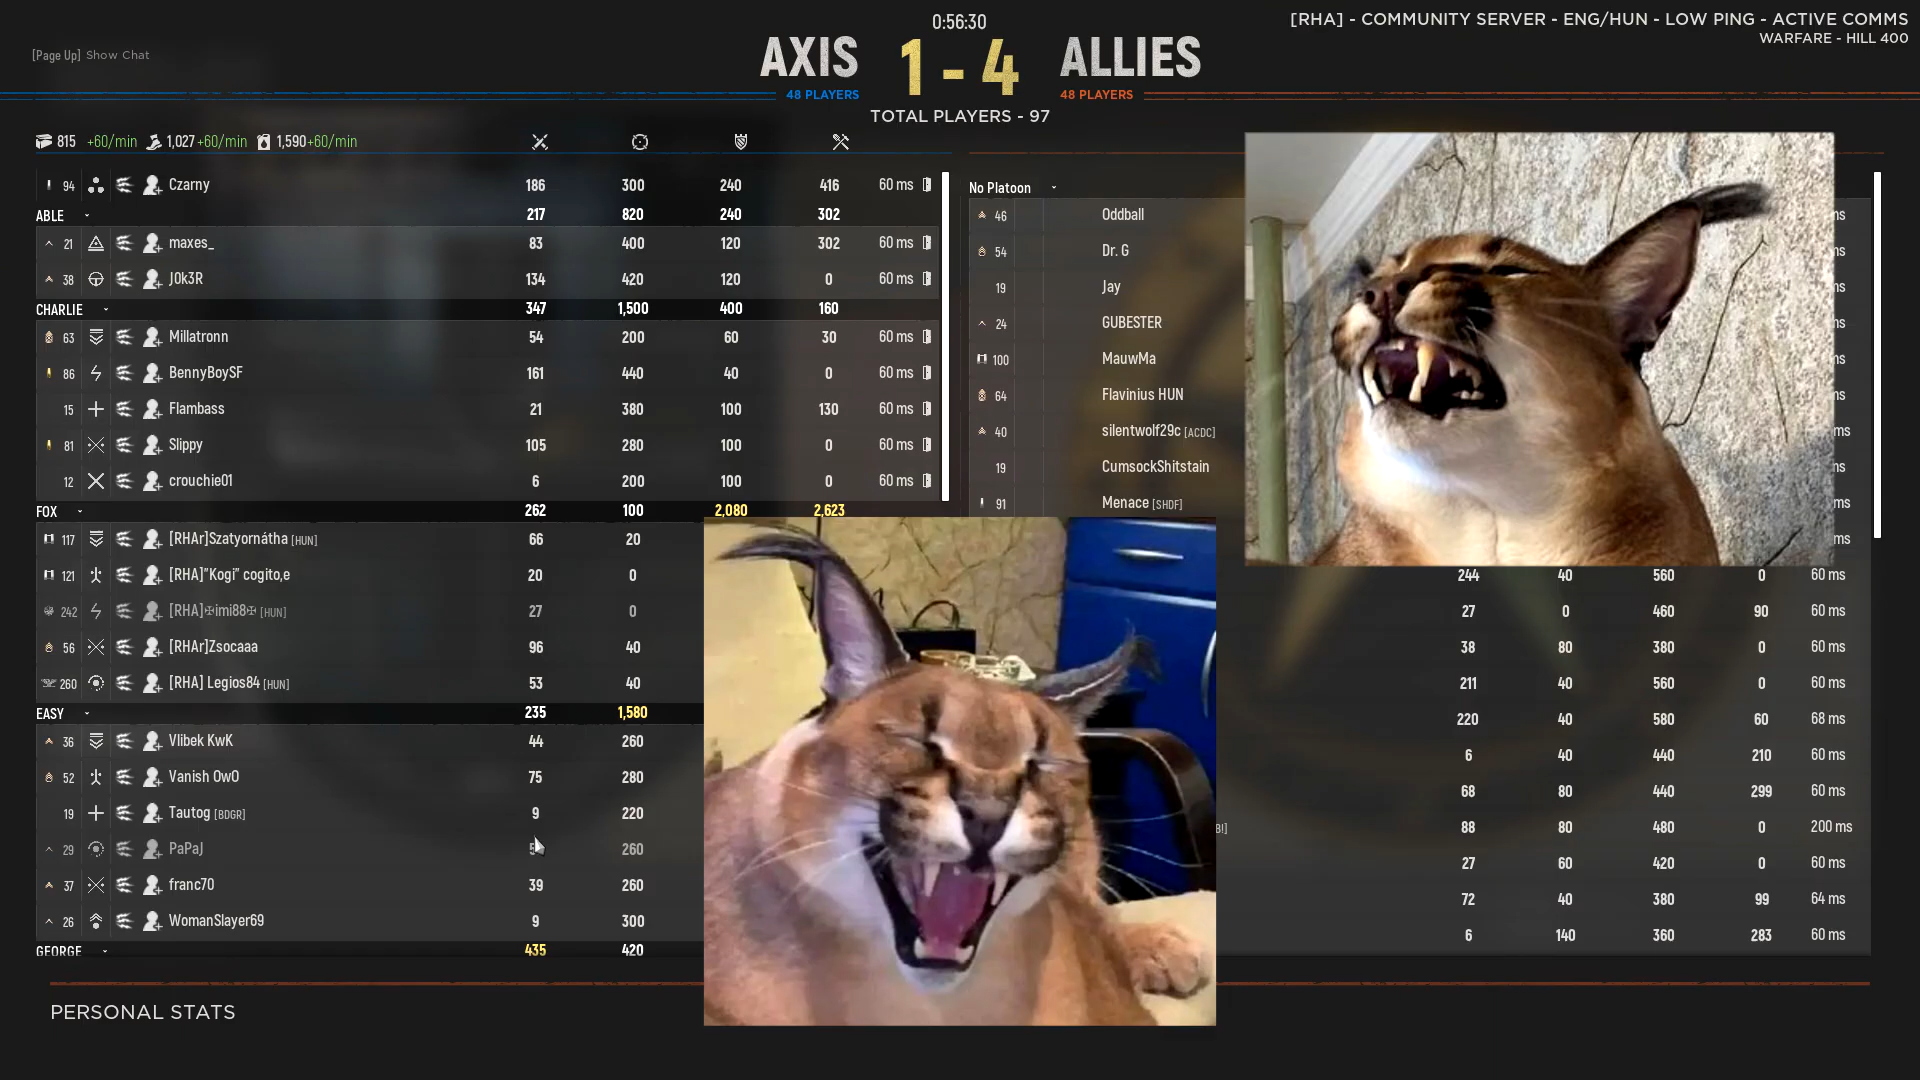 [Page Up] Show Chat
0:56:30
AXIS 1 - 4 ALLIES
48 PLAYERS 48 PLAYERS
TOTAL PLAYERS - 97
[RHA] - COMMUNITY SERVER - ENG/HUN - LOW PING - ACTIVE COMMS
WARFARE - HILL 400
815 +60/min 1,027 +60/min 1,590 +60/min
94 Czarny 186 300 240 416 60 ms
ABLE 217 820 240 302
21 maxes_ 83 400 120 302 60 ms
38 J0k3R 134 420 120 0 60 ms
CHARLIE 347 1,500 400 160
63 Millatronn 54 200 60 30 60 ms
86 BennyBoySF 161 440 40 0 60 ms
15 Flambass 21 380 100 130 60 ms
81 Slippy 105 280 100 0 60 ms
12 crouchie01 6 200 100 0 60 ms
FOX 262 100 2,080 2,623
117 [RHAr]Szatyornátha [HUN] 66 20
121 [RHA]"Kogi" cogito,e 20 0
242 [RHA]✠imi88✠ [HUN] 27 0
56 [RHAr]Zsocaaa 96 40
260 [RHA] Legios84 [HUN] 53 40
EASY 235 1,580
36 Vlibek KwK 44 260
52 Vanish OwO 75 280
19 Tautog [BDGR] 9 220
29 PaPaJ 260
37 franc70 39 260
26 WomanSlayer69 9 300
GEORGE 435 420
No Platoon
46 Oddball
54 Dr. G
19 Jay
24 GUBESTER
100 MauwMa
64 Flavinius HUN
40 silentwolf29c [ACDC]
19 CumsockShitstain
91 Menace [SHDF]
244 40 560 0 60 ms
27 0 460 90 60 ms
38 80 380 0 60 ms
211 40 560 0 60 ms
220 40 580 60 68 ms
6 40 440 210 60 ms
68 80 440 299 60 ms
88 80 480 0 200 ms
27 60 420 0 60 ms
72 40 380 99 64 ms
6 140 360 283 60 ms
PERSONAL STATS